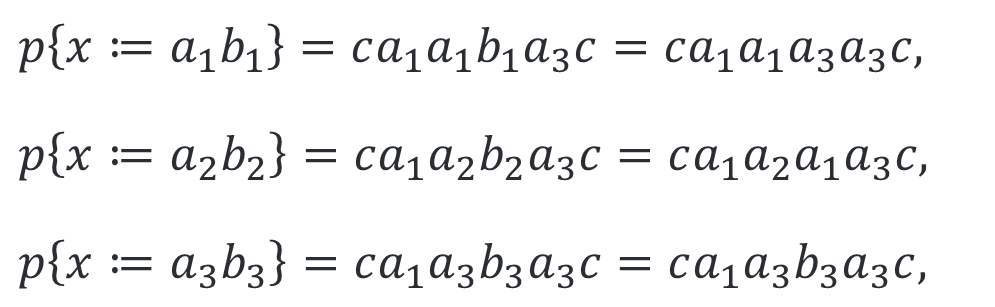 p{x ≔ a₁b₁} = ca₁a₁b₁a₃c = ca₁a₁a₃a₃c,
p{x ≔ a₂b₂} = ca₁a₂b₂a₃c = ca₁a₂a₁a₃c,
p{x ≔ a₃b₃} = ca₁a₃b₃a₃c = ca₁a₃b₃a₃c,